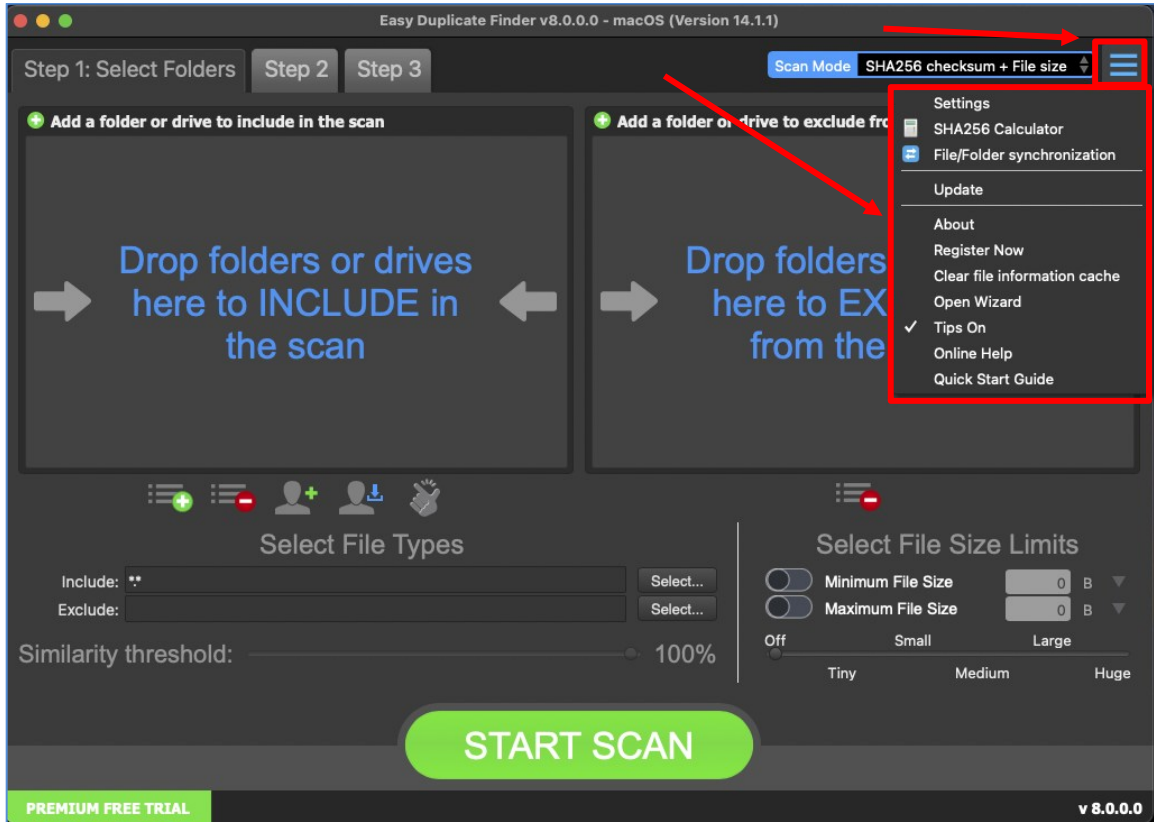 Easy Duplicate Finder v8.0.0.0 - macOS (Version 14.1.1)
Step 1: Select Folders
Step 2
Step 3
Scan Mode
SHA256 checksum + File size
Settings
SHA256 Calculator
File/Folder synchronization
Update
About
Register Now
Clear file information cache
Open Wizard
✓ Tips On
Online Help
Quick Start Guide
Add a folder or drive to include in the scan
Drop folders or drives
here to INCLUDE in
the scan
Add a folder or drive to exclude
Drop folders
here to EX
from the
Select File Types
Include: *.*
Select...
Exclude:
Select...
Similarity threshold:
100%
Select File Size Limits
Minimum File Size
0 B
Maximum File Size
0 B
Off
Small
Large
Tiny
Medium
Huge
START SCAN
PREMIUM FREE TRIAL
v 8.0.0.0